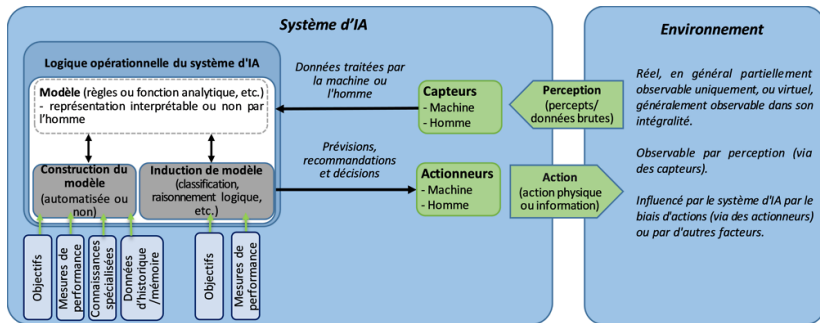 Système d'IA
Logique opérationnelle du système d'IA
Modèle (règles ou fonction analytique, etc.)
- représentation interprétable ou non par
l'homme
Construction du
modèle
(automatisée ou
non)
Induction de modèle
(classification,
raisonnement logique,
etc.)
Objectifs
Mesures de
performance
Connaissances
spécialisées
Données
d'historique
/mémoire
Objectifs
Mesures de
performance
Données traitées par
la machine ou
l'homme
Prévisions,
recommandations
et décisions
Capteurs
- Machine
- Homme
Actionneurs
- Machine
- Homme
Perception
(percepts/
données brutes)
Action
(action physique
ou information)
Environnement
Réel, en général partiellement
observable uniquement, ou virtuel,
généralement observable dans son
intégralité.
Observable par perception (via
des capteurs).
Influencé par le système d'IA par le
biais d'actions (via des actionneurs)
ou par d'autres facteurs.